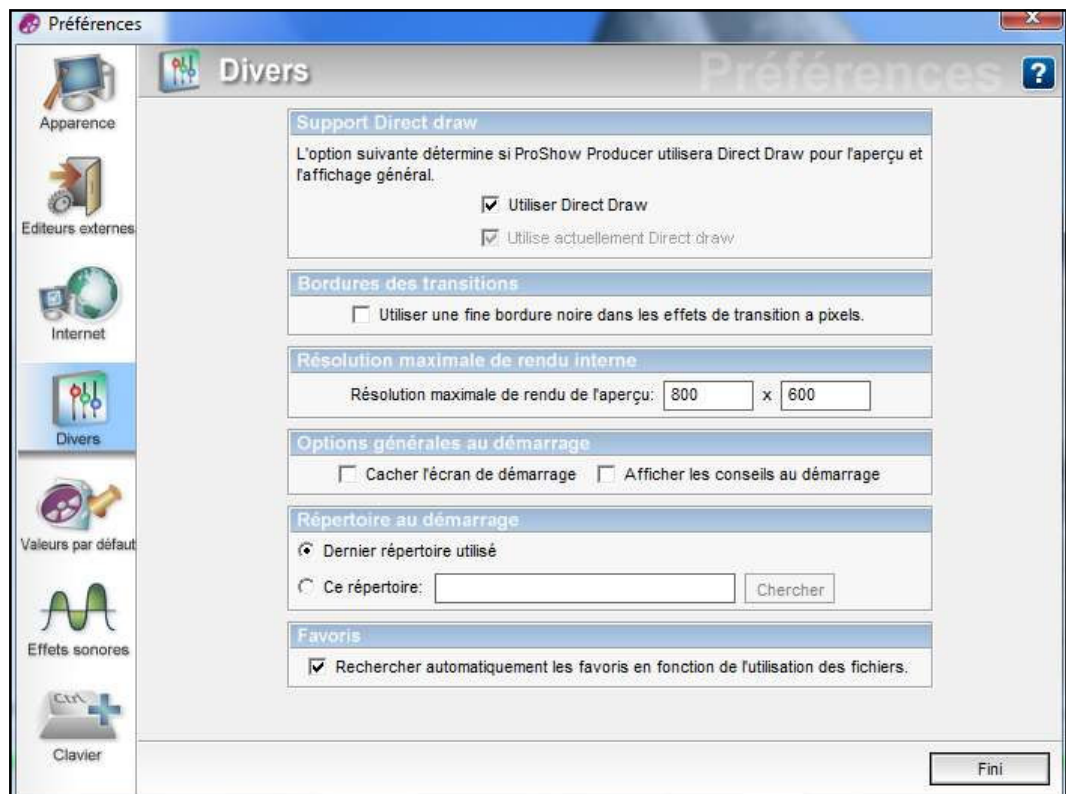 Préférences
Apparence
Editeurs externes
Internet
Divers
Valeurs par défaut
Effets sonores
Ctrl
Clavier
Divers
Préférences
?
Support Direct draw
L'option suivante détermine si ProShow Producer utilisera Direct Draw pour l'aperçu et
l'affichage général.
Utiliser Direct Draw
Utilise actuellement Direct draw
Bordures des transitions
Utiliser une fine bordure noire dans les effets de transition a pixels.
Résolution maximale de rendu interne
Résolution maximale de rendu de l'aperçu: 800 x 600
Options générales au démarrage
Cacher l'écran de démarrage Afficher les conseils au démarrage
Répertoire au démarrage
Dernier répertoire utilisé
Ce répertoire: Chercher
Favoris
Rechercher automatiquement les favoris en fonction de l'utilisation des fichiers.
Fini